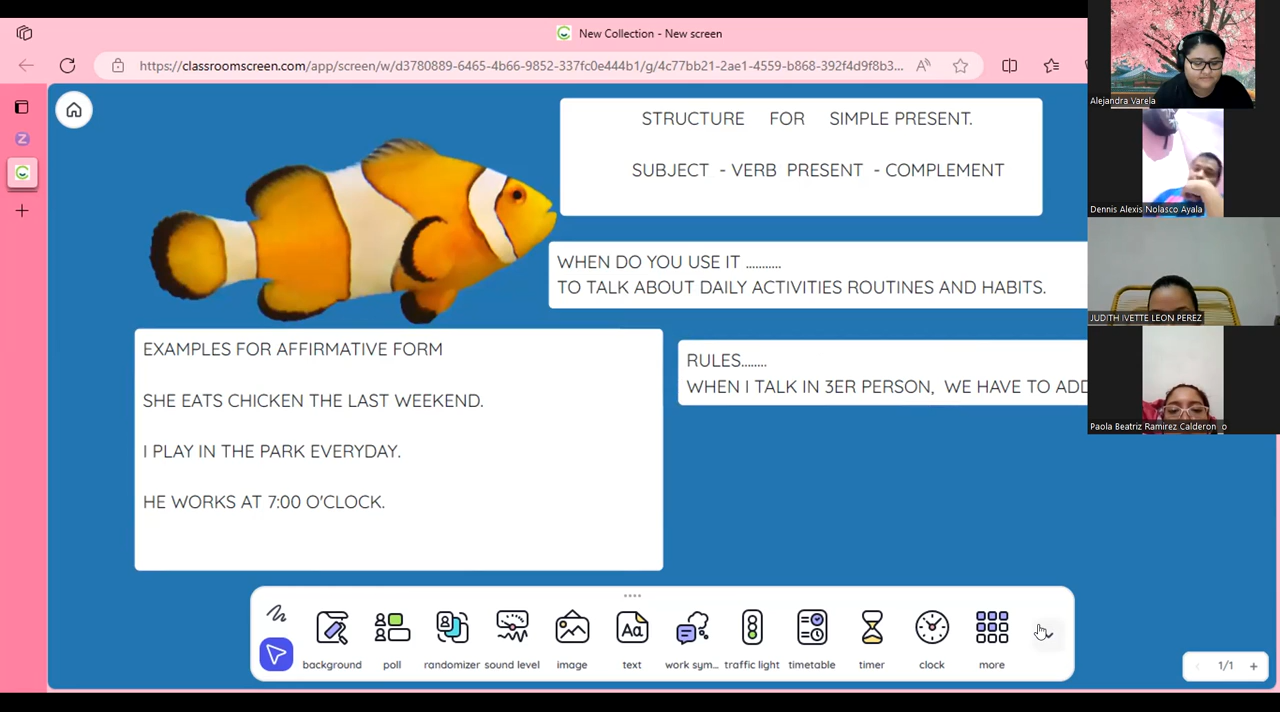 New Collection - New screen
https://classroomscreen.com/app/screen/w/d3780889-6465-4b66-9852-337fc0e444b1/g/4c77bb21-2ae1-4559-b868-392f4d9f8b3...
STRUCTURE FOR SIMPLE PRESENT.
SUBJECT - VERB PRESENT - COMPLEMENT
WHEN DO YOU USE IT ...........
TO TALK ABOUT DAILY ACTIVITIES ROUTINES AND HABITS.
EXAMPLES FOR AFFIRMATIVE FORM
SHE EATS CHICKEN THE LAST WEEKEND.
I PLAY IN THE PARK EVERYDAY.
HE WORKS AT 7:00 O'CLOCK.
RULES........
WHEN I TALK IN 3ER PERSON, WE HAVE TO ADD
Alejandra Varela
Dennis Alexis Nolasco Ayala
JUDITH IVETTE LEON PEREZ
Paola Beatriz Ramirez Calderon o
background poll randomizer sound level image text work sym... traffic light timetable timer clock more
1/1